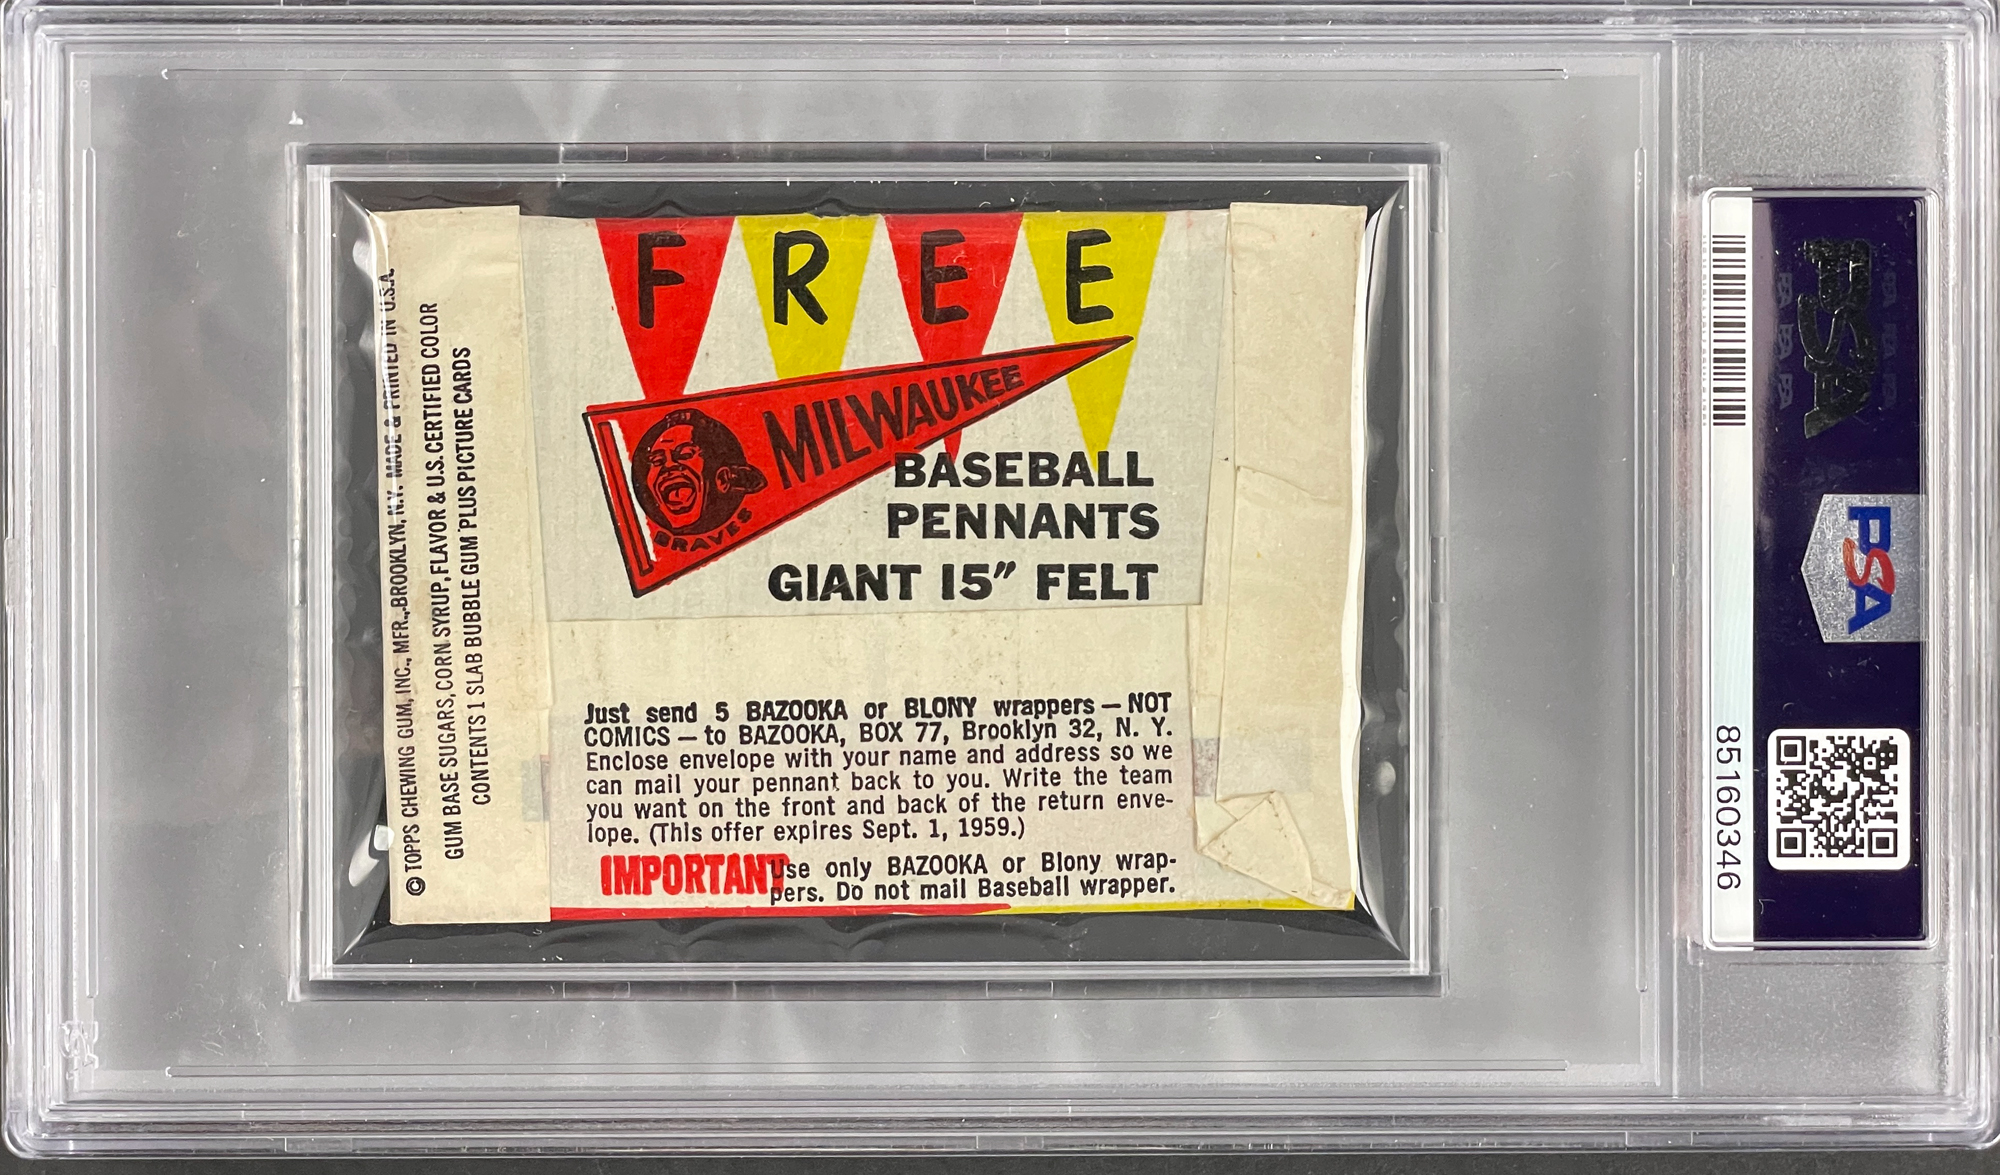 F R E E
MILWAUKEE
BRAVES
BASEBALL
PENNANTS
GIANT 15" FELT
Just send 5 BAZOOKA or BLONY wrappers — NOT
COMICS — to BAZOOKA, BOX 77, Brooklyn 32, N. Y.
Enclose envelope with your name and address so we
can mail your pennant back to you. Write the team
you want on the front and back of the return enve-
lope. (This offer expires Sept. 1, 1959.)
IMPORTANT Use only BAZOOKA or Blony wrap-
pers. Do not mail Baseball wrapper.
© TOPPS CHEWING GUM, INC., MFR., BROOKLYN, N.Y. MADE & PRINTED IN U.S.A.
GUM BASE SUGARS, CORN SYRUP, FLAVOR & U.S. CERTIFIED COLOR
CONTENTS 1 SLAB BUBBLE GUM PLUS PICTURE CARDS
PSA
PSA
85160346